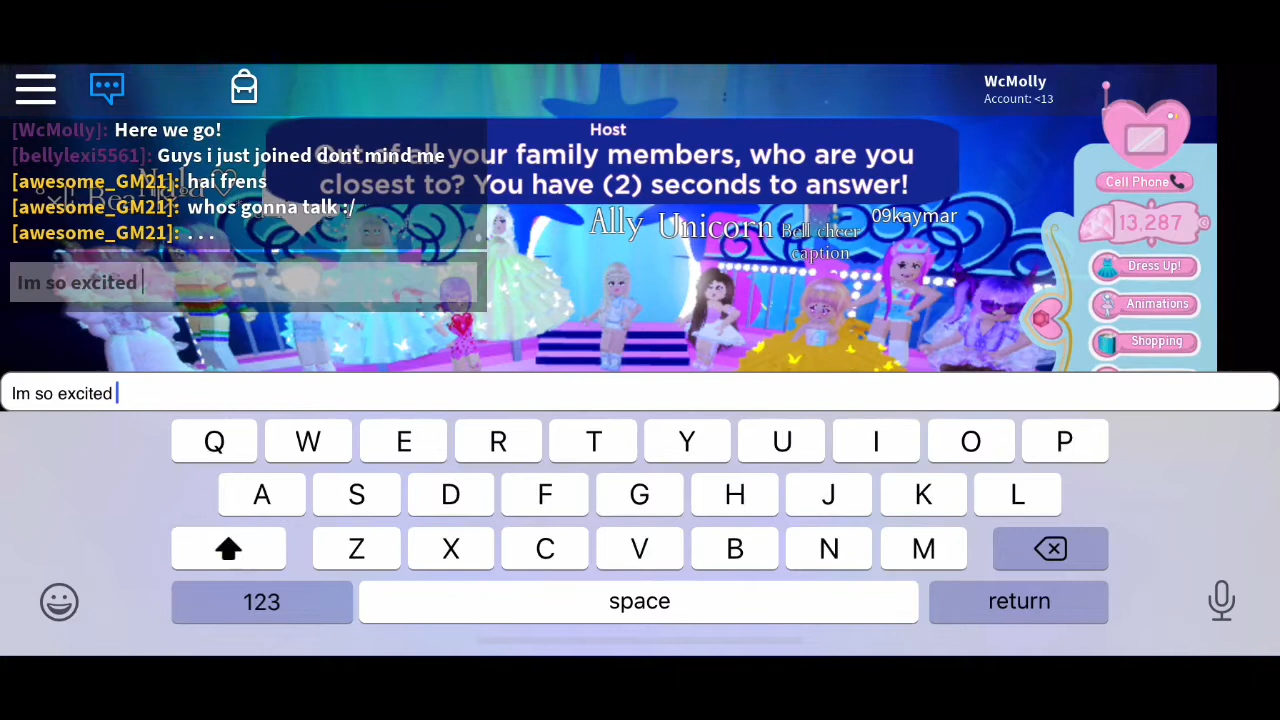 WcMolly
Account: <13
[WcMolly]: Here we go!
[bellylexi5561]: Guys i just joined dont mind me
[awesome_GM21]: hai frens
[awesome_GM21]: whos gonna talk :/
[awesome_GM21]: . . .
Host
Out of all your family members, who are you
closest to? You have (2) seconds to answer!
Ally Unicorn
Bell cheer
caption
09kaymar
Cell Phone
13,287
Dress Up!
Animations
Shopping
Im so excited
Im so excited
Q W E R T Y U I O P
A S D F G H J K L
Z X C V B N M
123 space return